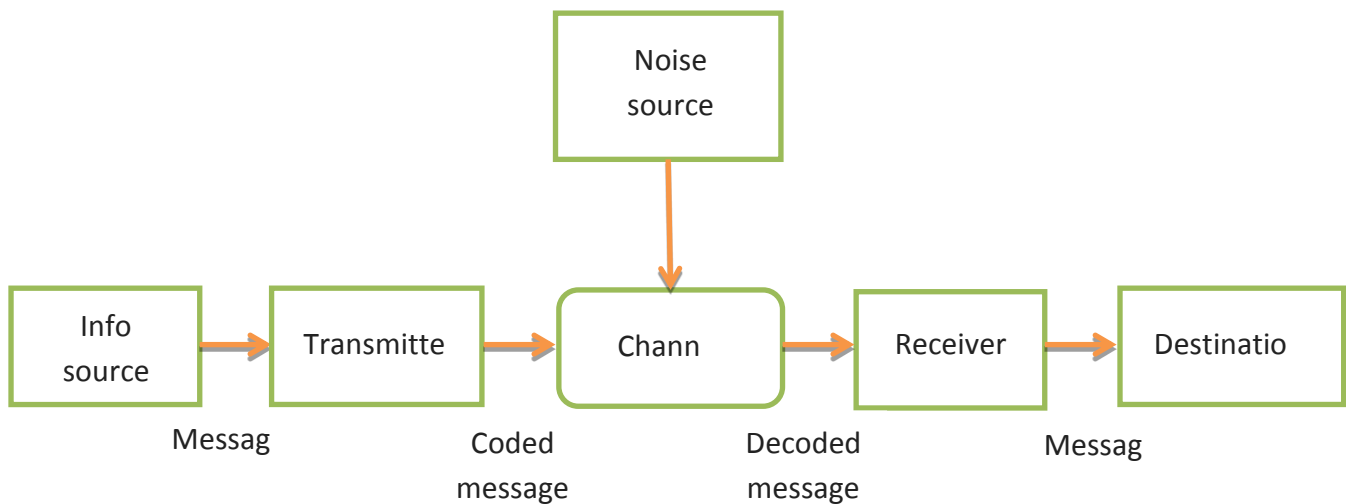 Noise
source
Info
source
Transmitte
Chann
Receiver
Destinatio
Messag
Coded
message
Decoded
message
Messag